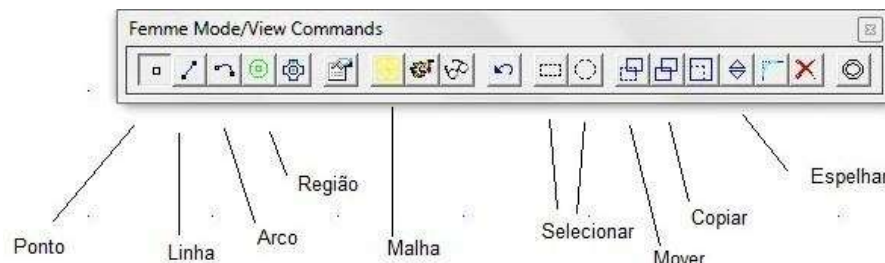 Femme Mode/View Commands
Região
Espelhar
Ponto
Linha
Arco
Malha
Selecionar
Copiar
Mover